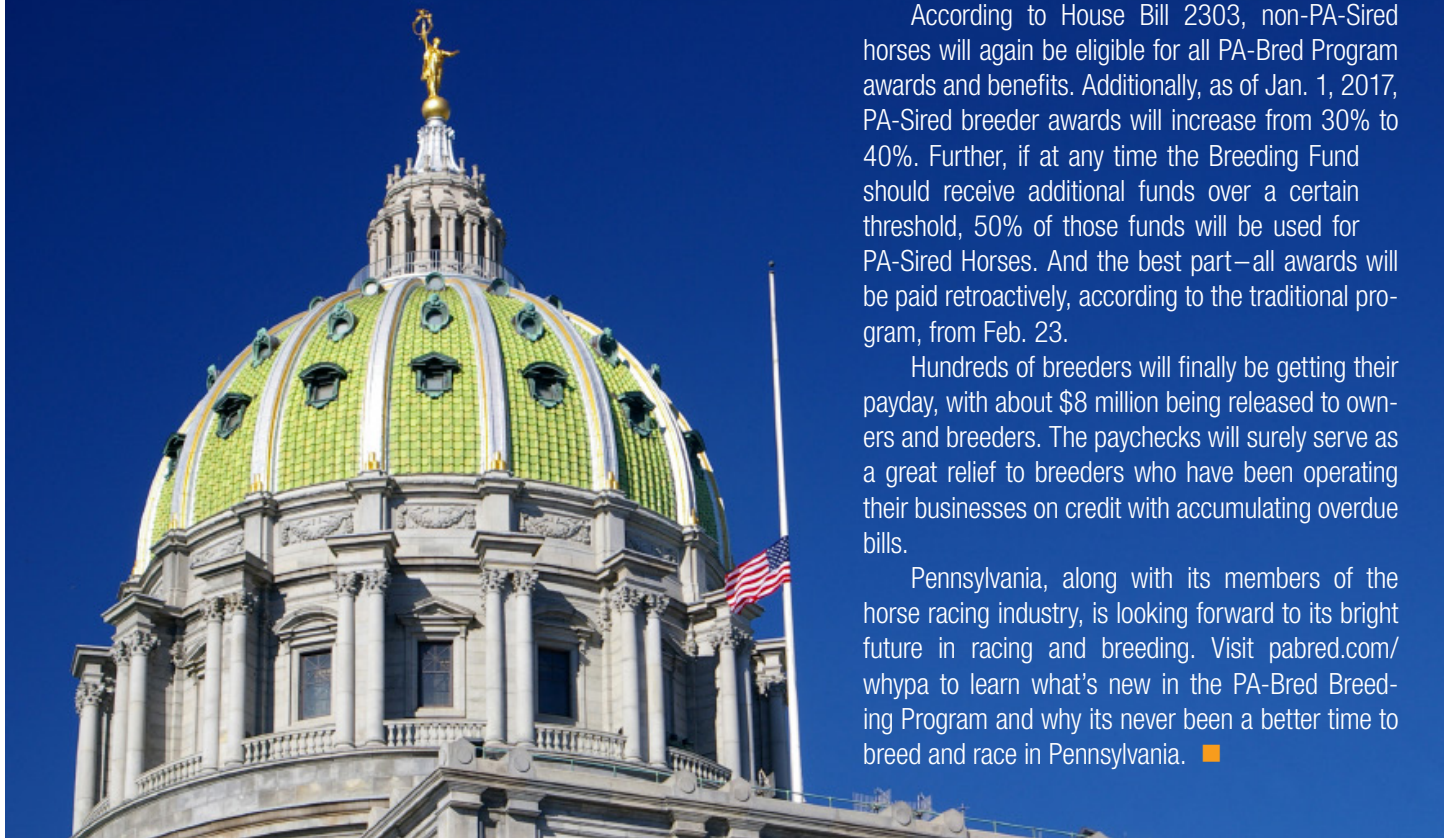 According to House Bill 2303, non-PA-Sired
horses will again be eligible for all PA-Bred Program
awards and benefits. Additionally, as of Jan. 1, 2017,
PA-Sired breeder awards will increase from 30% to
40%. Further, if at any time the Breeding Fund
should receive additional funds over a certain
threshold, 50% of those funds will be used for
PA-Sired Horses. And the best part–all awards will
be paid retroactively, according to the traditional pro-
gram, from Feb. 23.
Hundreds of breeders will finally be getting their
payday, with about $8 million being released to own-
ers and breeders. The paychecks will surely serve as
a great relief to breeders who have been operating
their businesses on credit with accumulating overdue
bills.
Pennsylvania, along with its members of the
horse racing industry, is looking forward to its bright
future in racing and breeding. Visit pabred.com/
whypa to learn what’s new in the PA-Bred Breed-
ing Program and why its never been a better time to
breed and race in Pennsylvania.